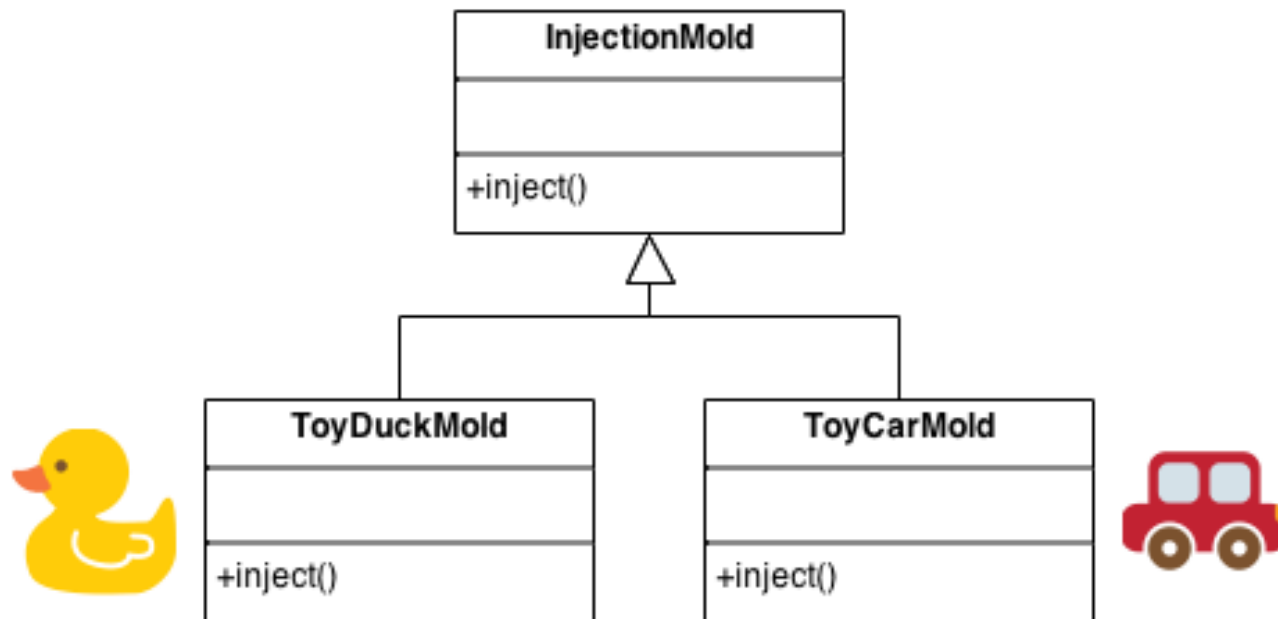 InjectionMold
+inject()
ToyDuckMold
ToyCarMold
+inject()
+inject()